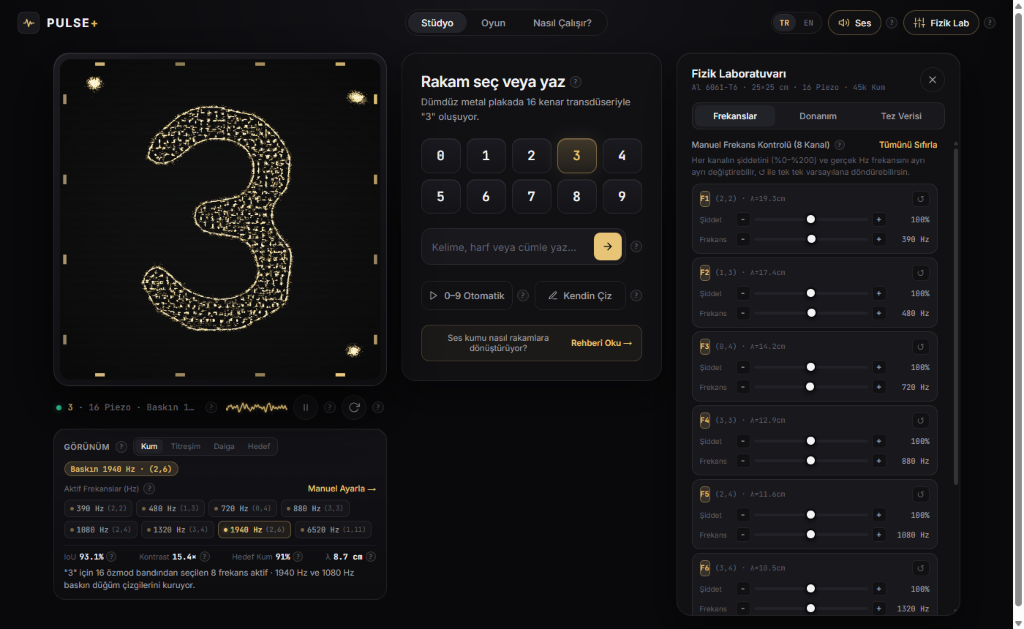 PULSE+
Stüdyo Oyun Nasıl Çalışır?
TR EN Ses ? Fizik Lab ?
Rakam seç veya yaz ?
Dümdüz metal plakada 16 kenar transdüseriyle
"3" oluşuyor.
0 1 2 3 4
5 6 7 8 9
Kelime, harf veya cümle yaz... → ?
0–9 Otomatik ? Kendin Çiz ?
Ses kumu nasıl rakamlara
dönüştürüyor?
Rehberi Oku →
3 · 16 Piezo · Baskın 1… ? ? ?
GÖRÜNÜM ? Kum Titreşim Dalga Hedef
Baskın 1940 Hz · (2,6)
Aktif Frekanslar (Hz) ? Manuel Ayarla →
390 Hz (2,2) 480 Hz (1,3) 720 Hz (0,4) 880 Hz (3,3)
1080 Hz (2,4) 1320 Hz (3,4) 1940 Hz (2,6) 6520 Hz (1,11)
IoU 93.1% ? Kontrast 15.4× ? Hedef Kum 91% ? λ 8.7 cm ?
"3" için 16 özmod bandından seçilen 8 frekans aktif · 1940 Hz ve 1080 Hz
baskın düğüm çizgilerini kuruyor.
Fizik Laboratuvarı
Al 6061-T6 · 25×25 cm · 16 Piezo · 45k Kum
Frekanslar Donanım Tez Verisi
Manuel Frekans Kontrolü (8 Kanal) ? Tümünü Sıfırla
Her kanalın şiddetini (%0–%200) ve gerçek Hz frekansını ayrı
ayrı değiştirebilir, ↺ ile tek tek varsayılana döndürebilirsin.
F1 (2,2) · λ=19.3cm ↺
Şiddet - + 100%
Frekans - + 390 Hz
F2 (1,3) · λ=17.4cm ↺
Şiddet - + 100%
Frekans - + 480 Hz
F3 (0,4) · λ=14.2cm ↺
Şiddet - + 100%
Frekans - + 720 Hz
F4 (3,3) · λ=12.9cm ↺
Şiddet - + 100%
Frekans - + 880 Hz
F5 (2,4) · λ=11.6cm ↺
Şiddet - + 100%
Frekans - + 1080 Hz
F6 (3,4) · λ=10.5cm ↺
Şiddet - + 100%
Frekans - + 1320 Hz